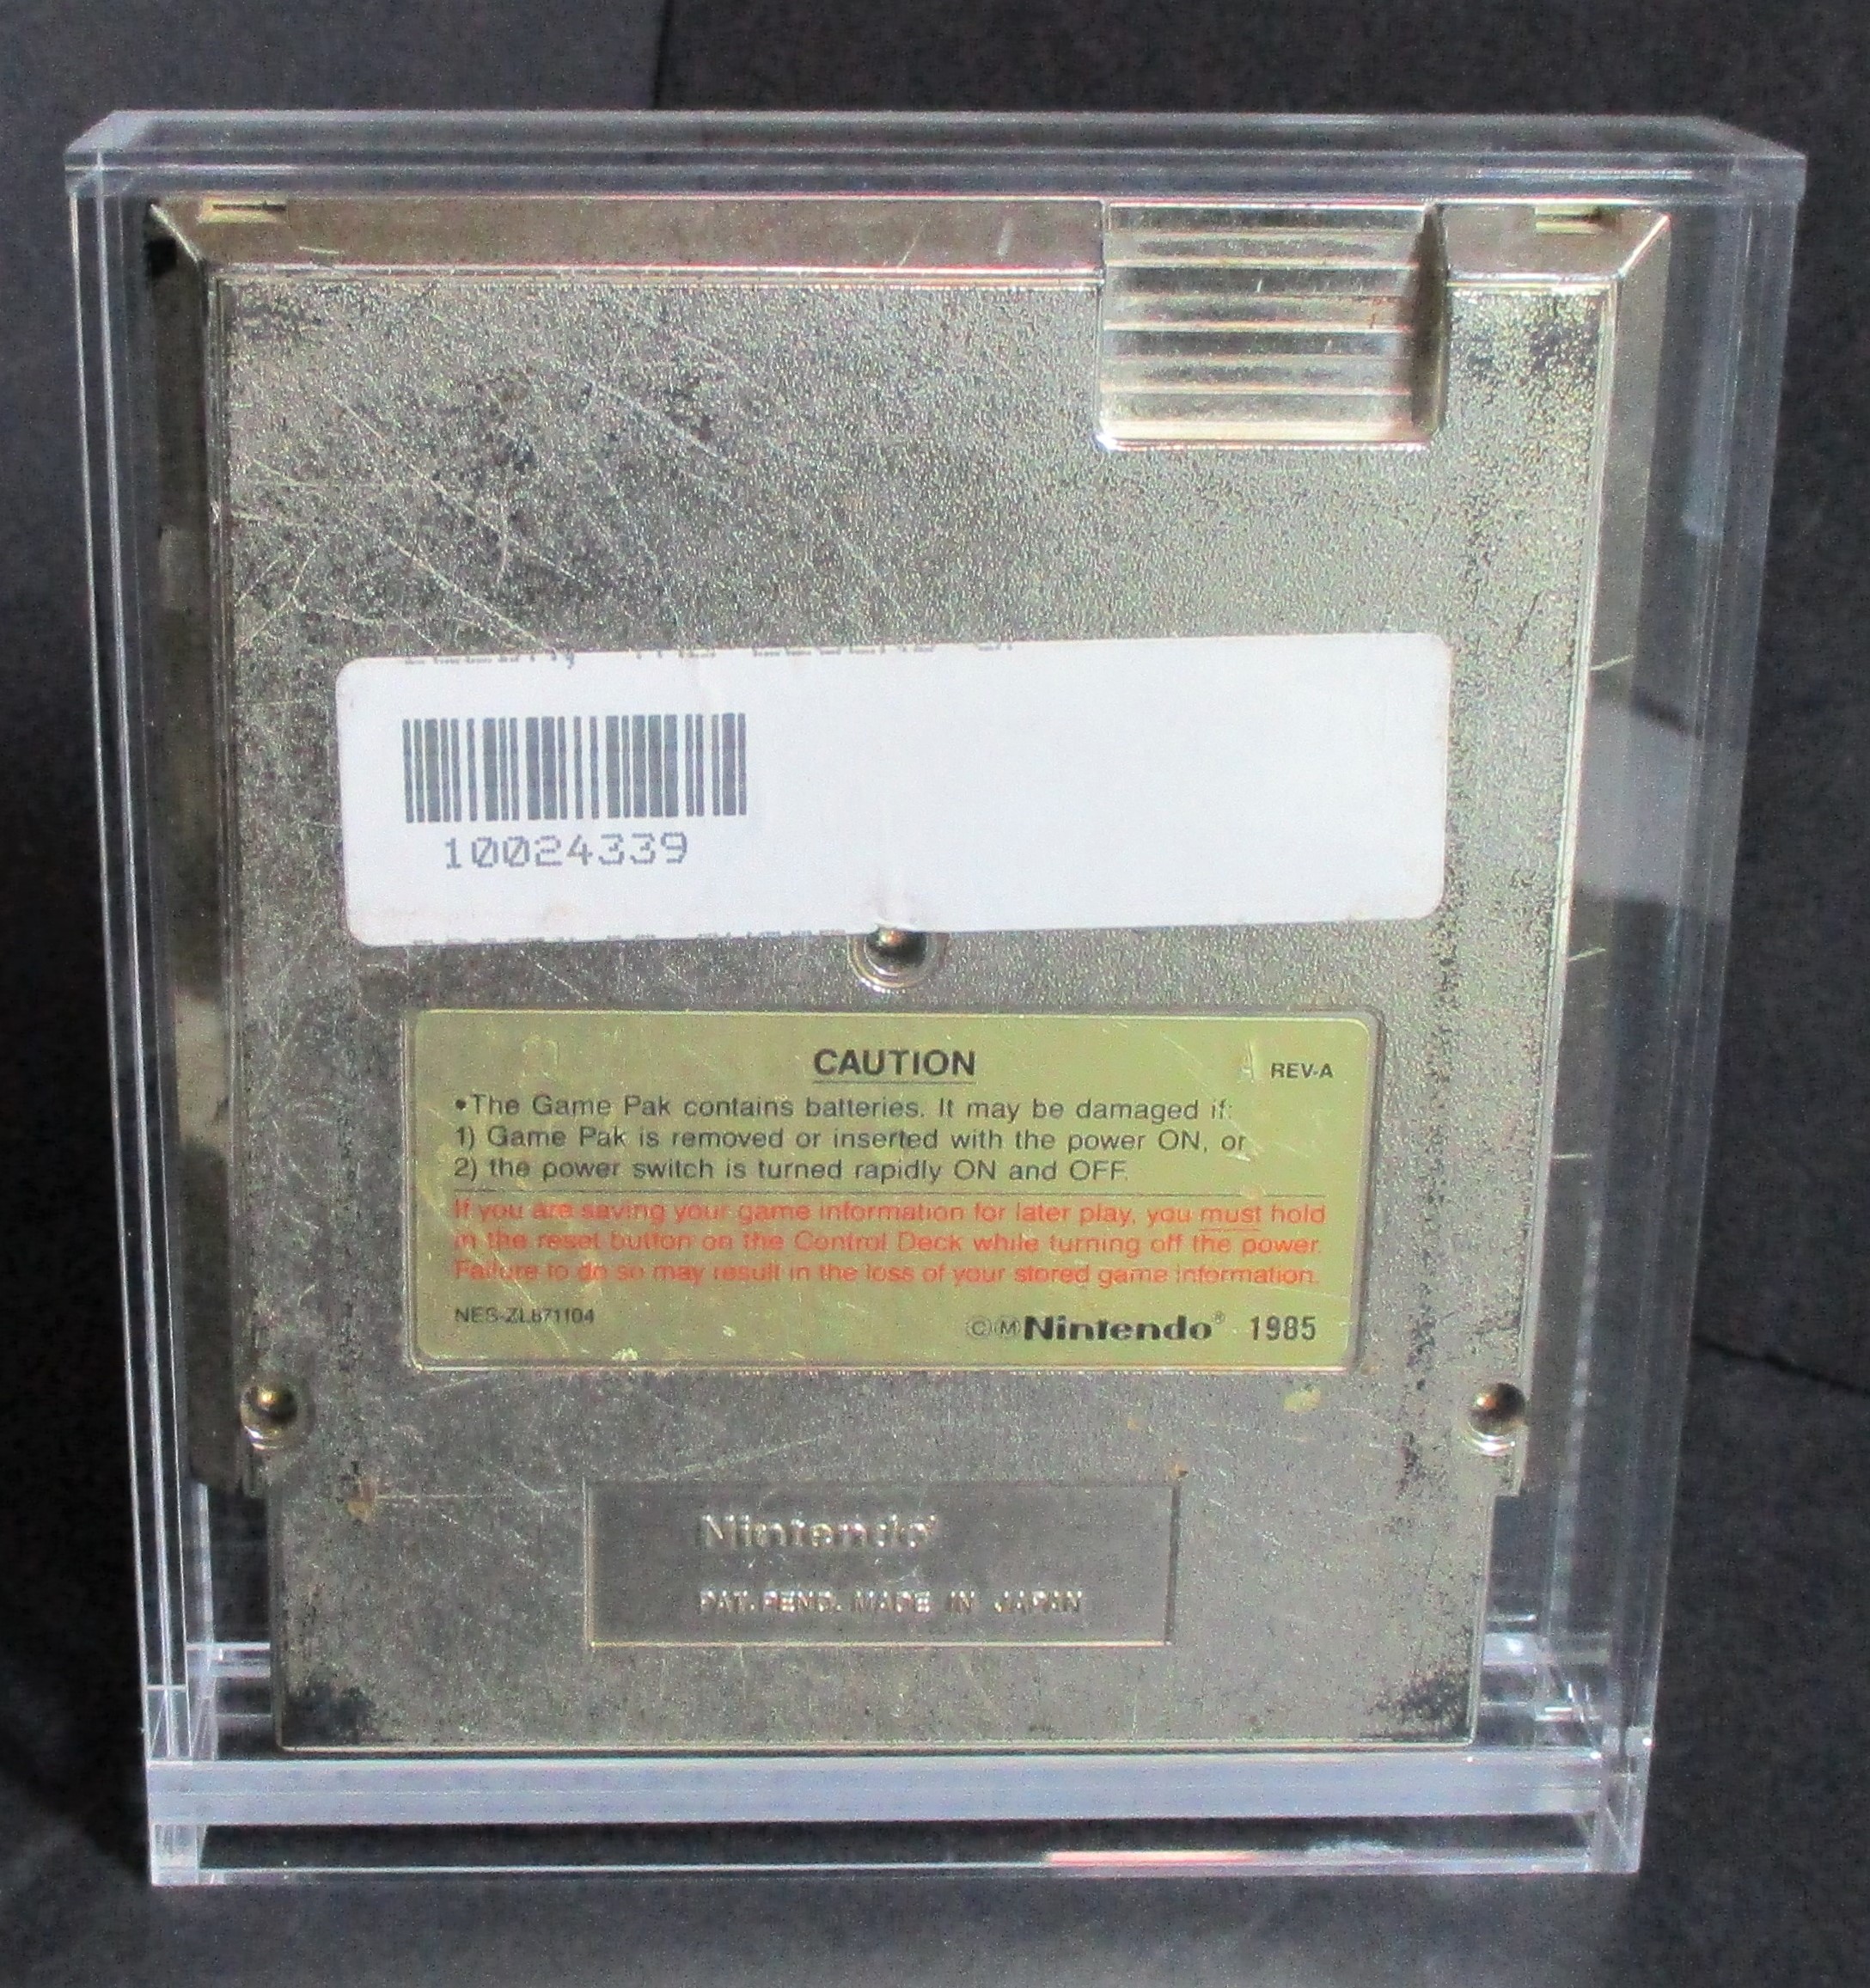 10024339
CAUTION
REV-A
•The Game Pak contains batteries. It may be damaged if:
1) Game Pak is removed or inserted with the power ON, or
2) the power switch is turned rapidly ON and OFF.
If you are saving your game information for later play, you must hold
in the reset button on the Control Deck while turning off the power.
Failure to do so may result in the loss of your stored game information.
NES-ZL871104
©ⓂNintendo® 1985
Nintendo®
PAT. PEND. MADE IN JAPAN